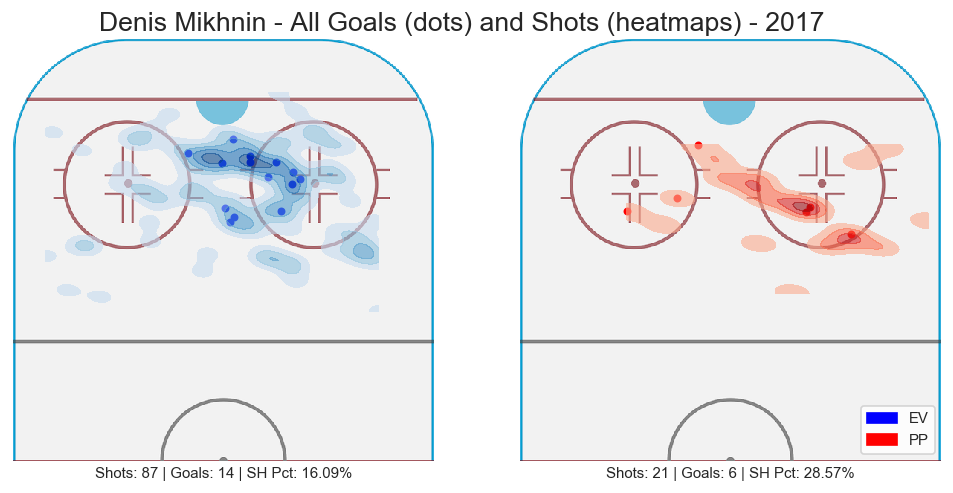 Denis Mikhnin - All Goals (dots) and Shots (heatmaps) - 2017
EV
PP
Shots: 87 | Goals: 14 | SH Pct: 16.09%
Shots: 21 | Goals: 6 | SH Pct: 28.57%